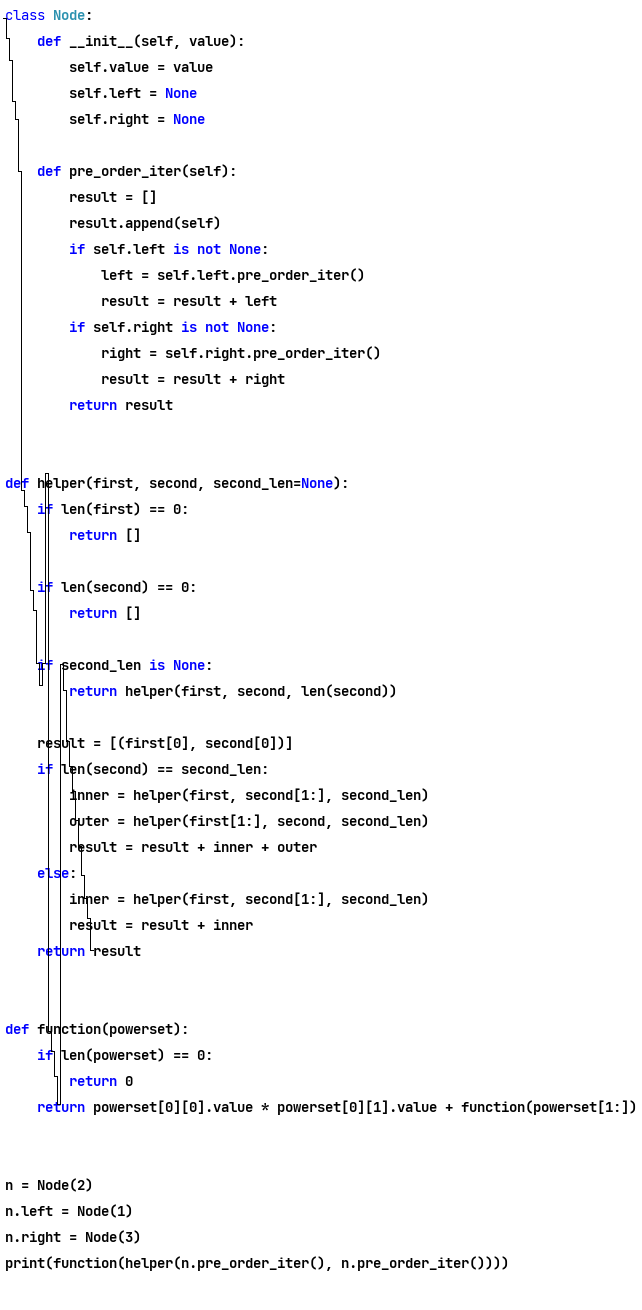 class Node:
    def __init__(self, value):
        self.value = value
        self.left = None
        self.right = None

    def pre_order_iter(self):
        result = []
        result.append(self)
        if self.left is not None:
            left = self.left.pre_order_iter()
            result = result + left
        if self.right is not None:
            right = self.right.pre_order_iter()
            result = result + right
        return result


def helper(first, second, second_len=None):
    if len(first) == 0:
        return []

    if len(second) == 0:
        return []

    if second_len is None:
        return helper(first, second, len(second))

    result = [(first[0], second[0])]
    if len(second) == second_len:
        inner = helper(first, second[1:], second_len)
        outer = helper(first[1:], second, second_len)
        result = result + inner + outer
    else:
        inner = helper(first, second[1:], second_len)
        result = result + inner
    return result


def function(powerset):
    if len(powerset) == 0:
        return 0
    return powerset[0][0].value * powerset[0][1].value + function(powerset[1:])


n = Node(2)
n.left = Node(1)
n.right = Node(3)
print(function(helper(n.pre_order_iter(), n.pre_order_iter())))